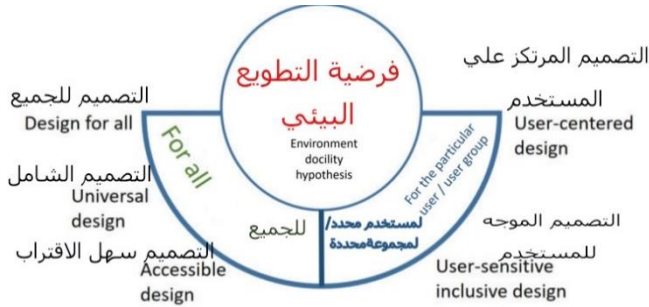 فرضية التطويع
البيئي
Environment
docility
hypothesis
التصميم للجميع
Design for all
التصميم الشامل
Universal
design
التصميم سهل الاقتراب
Accessible
design
For all
للجميع
For the particular
user / user group
لمستخدم محدد/
لمجموعة محددة
التصميم المرتكز علي
المستخدم
User-centered
design
التصميم الموجه
للمستخدم
User-sensitive
inclusive design